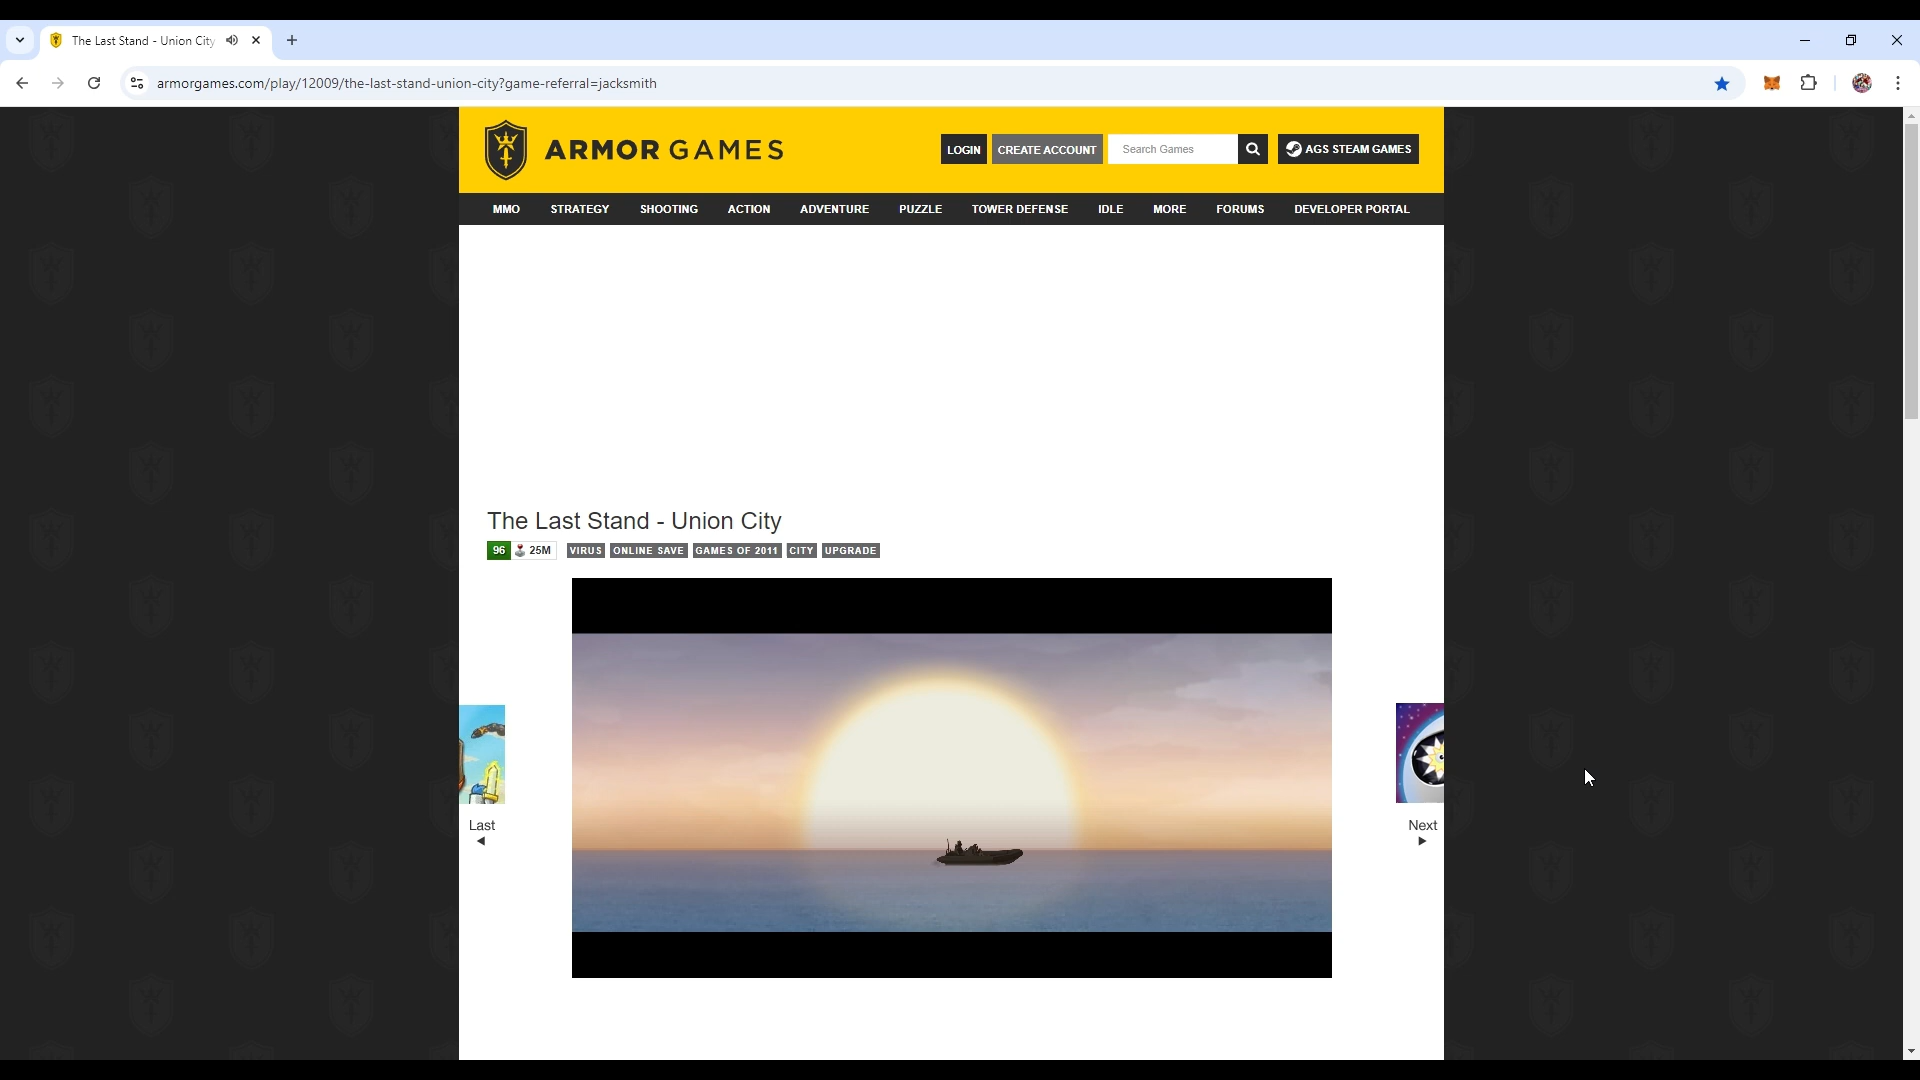 The Last Stand - Union City
armorgames.com/play/12009/the-last-stand-union-city?game-referral=jacksmith
ARMOR GAMES
LOGIN
CREATE ACCOUNT
Search Games
AGS STEAM GAMES
MMO STRATEGY SHOOTING ACTION ADVENTURE PUZZLE TOWER DEFENSE IDLE MORE FORUMS DEVELOPER PORTAL
The Last Stand - Union City
96 25M VIRUS ONLINE SAVE GAMES OF 2011 CITY UPGRADE
Last
Next